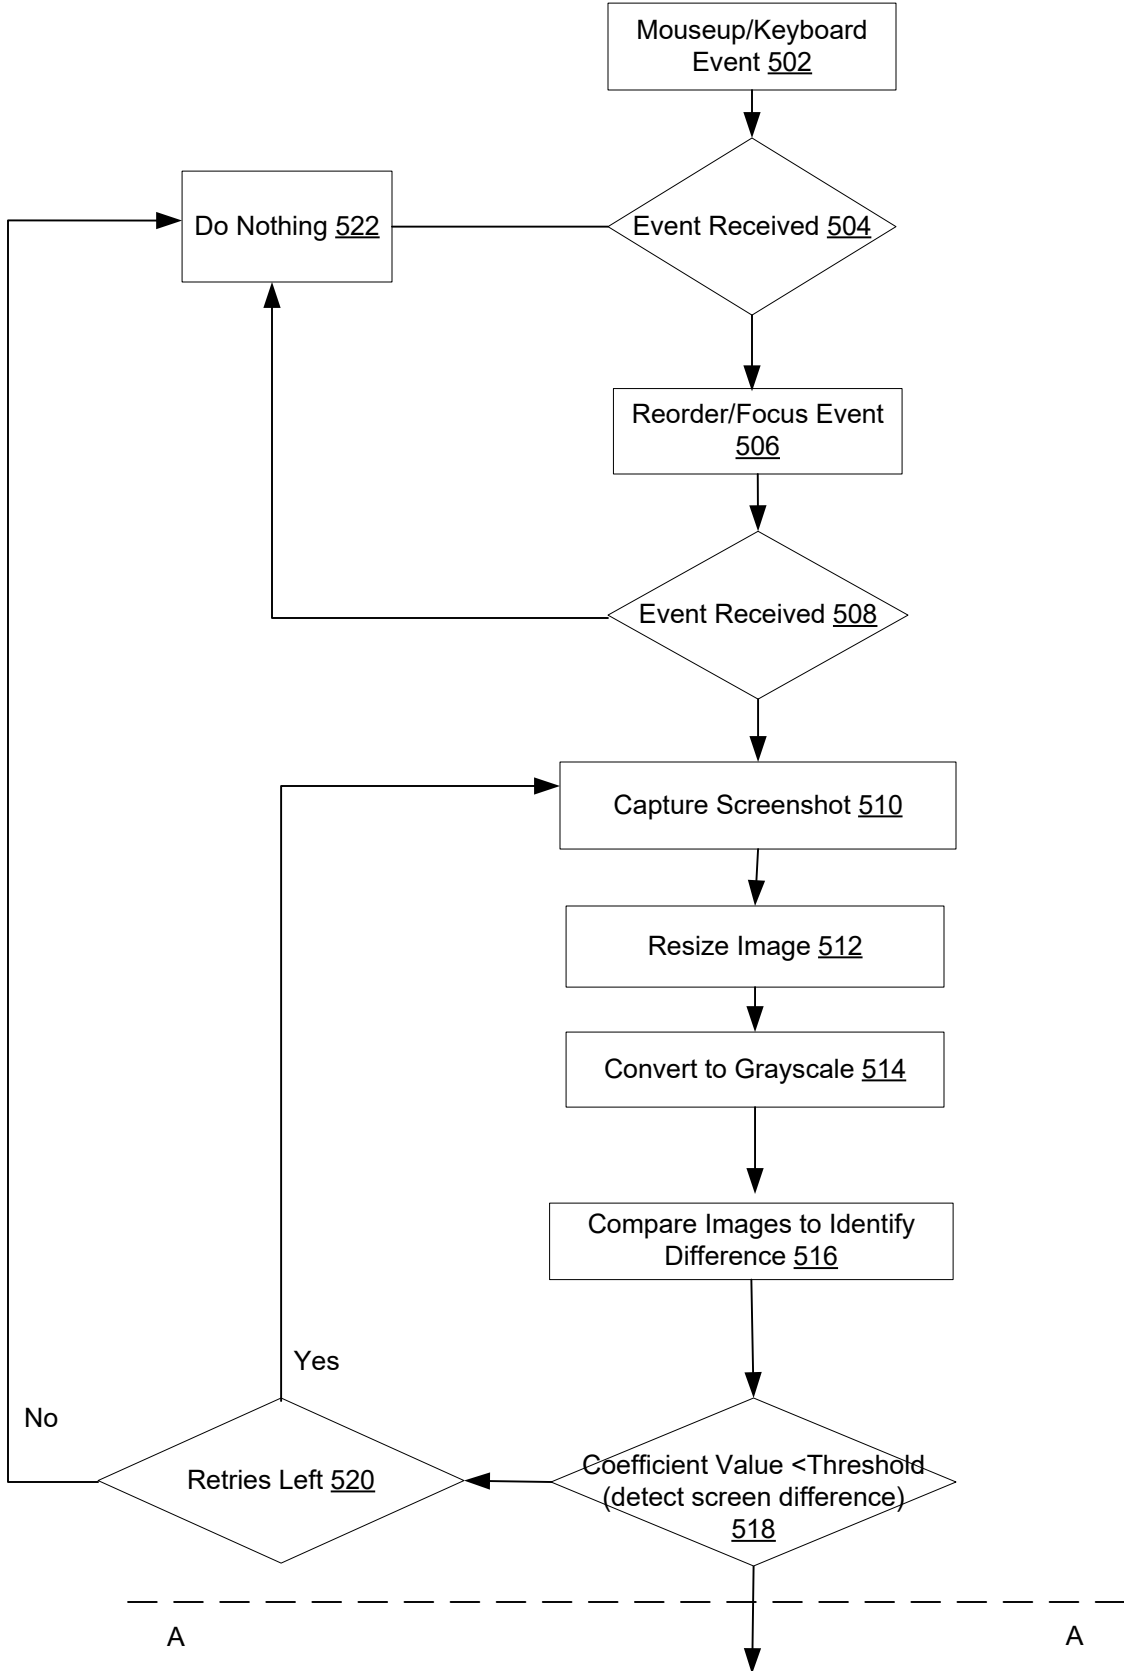 Mouseup/Keyboard
Event 502
Do Nothing 522
Event Received 504
Reorder/Focus Event
506
Event Received 508
Capture Screenshot 510
Resize Image 512
Convert to Grayscale 514
Compare Images to Identify
Difference 516
Yes
No
Retries Left 520
Coefficient Value <Threshold
(detect screen difference)
518
A
A